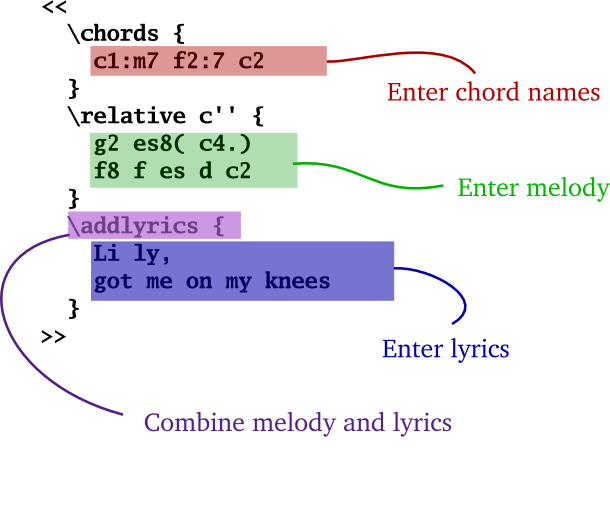 <<
\chords {
c1:m7 f2:7 c2
}
Enter chord names
\relative c'' {
g2 es8( c4.)
f8 f es d c2
}
Enter melody
\addlyrics {
Li ly,
got me on my knees
}
>>
Enter lyrics
Combine melody and lyrics